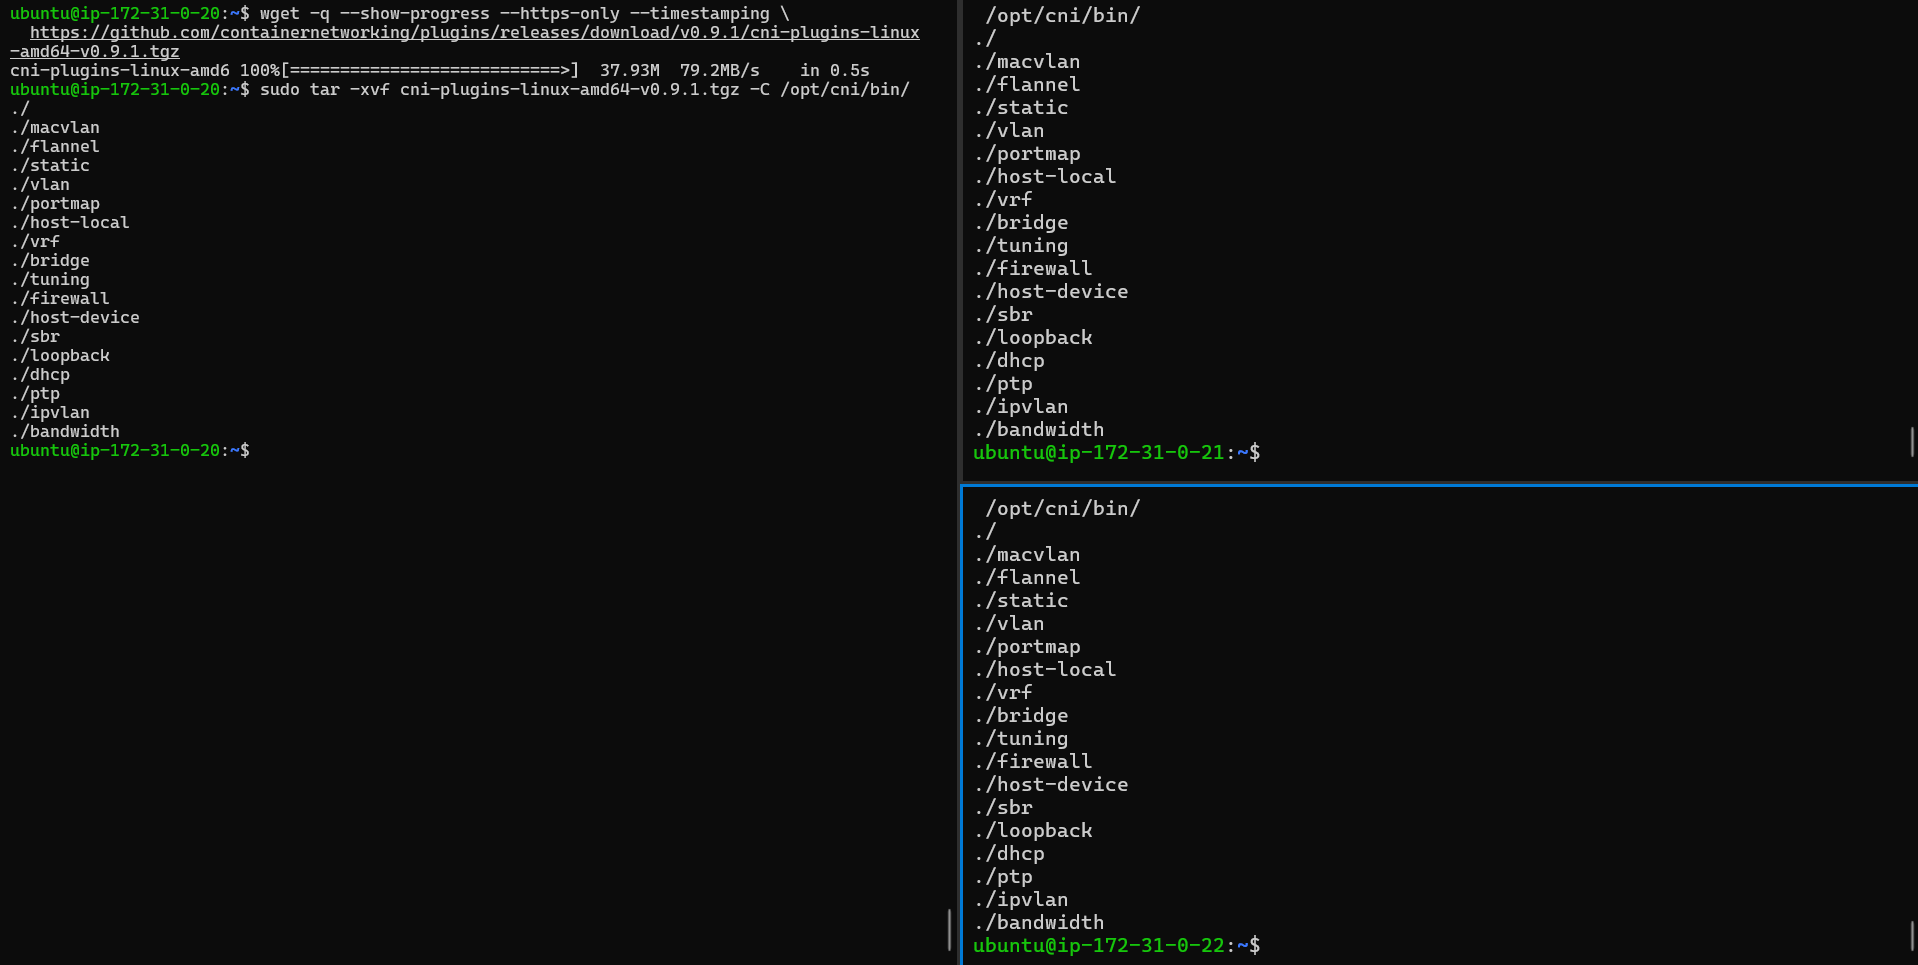 ubuntu@ip-172-31-0-20:~$ wget -q --show-progress --https-only --timestamping \
  https://github.com/containernetworking/plugins/releases/download/v0.9.1/cni-plugins-linux
-amd64-v0.9.1.tgz
cni-plugins-linux-amd6 100%[===========================>]  37.93M  79.2MB/s    in 0.5s
ubuntu@ip-172-31-0-20:~$ sudo tar -xvf cni-plugins-linux-amd64-v0.9.1.tgz -C /opt/cni/bin/
./
./macvlan
./flannel
./static
./vlan
./portmap
./host-local
./vrf
./bridge
./tuning
./firewall
./host-device
./sbr
./loopback
./dhcp
./ptp
./ipvlan
./bandwidth
ubuntu@ip-172-31-0-20:~$
 /opt/cni/bin/
./
./macvlan
./flannel
./static
./vlan
./portmap
./host-local
./vrf
./bridge
./tuning
./firewall
./host-device
./sbr
./loopback
./dhcp
./ptp
./ipvlan
./bandwidth
ubuntu@ip-172-31-0-21:~$
 /opt/cni/bin/
./
./macvlan
./flannel
./static
./vlan
./portmap
./host-local
./vrf
./bridge
./tuning
./firewall
./host-device
./sbr
./loopback
./dhcp
./ptp
./ipvlan
./bandwidth
ubuntu@ip-172-31-0-22:~$